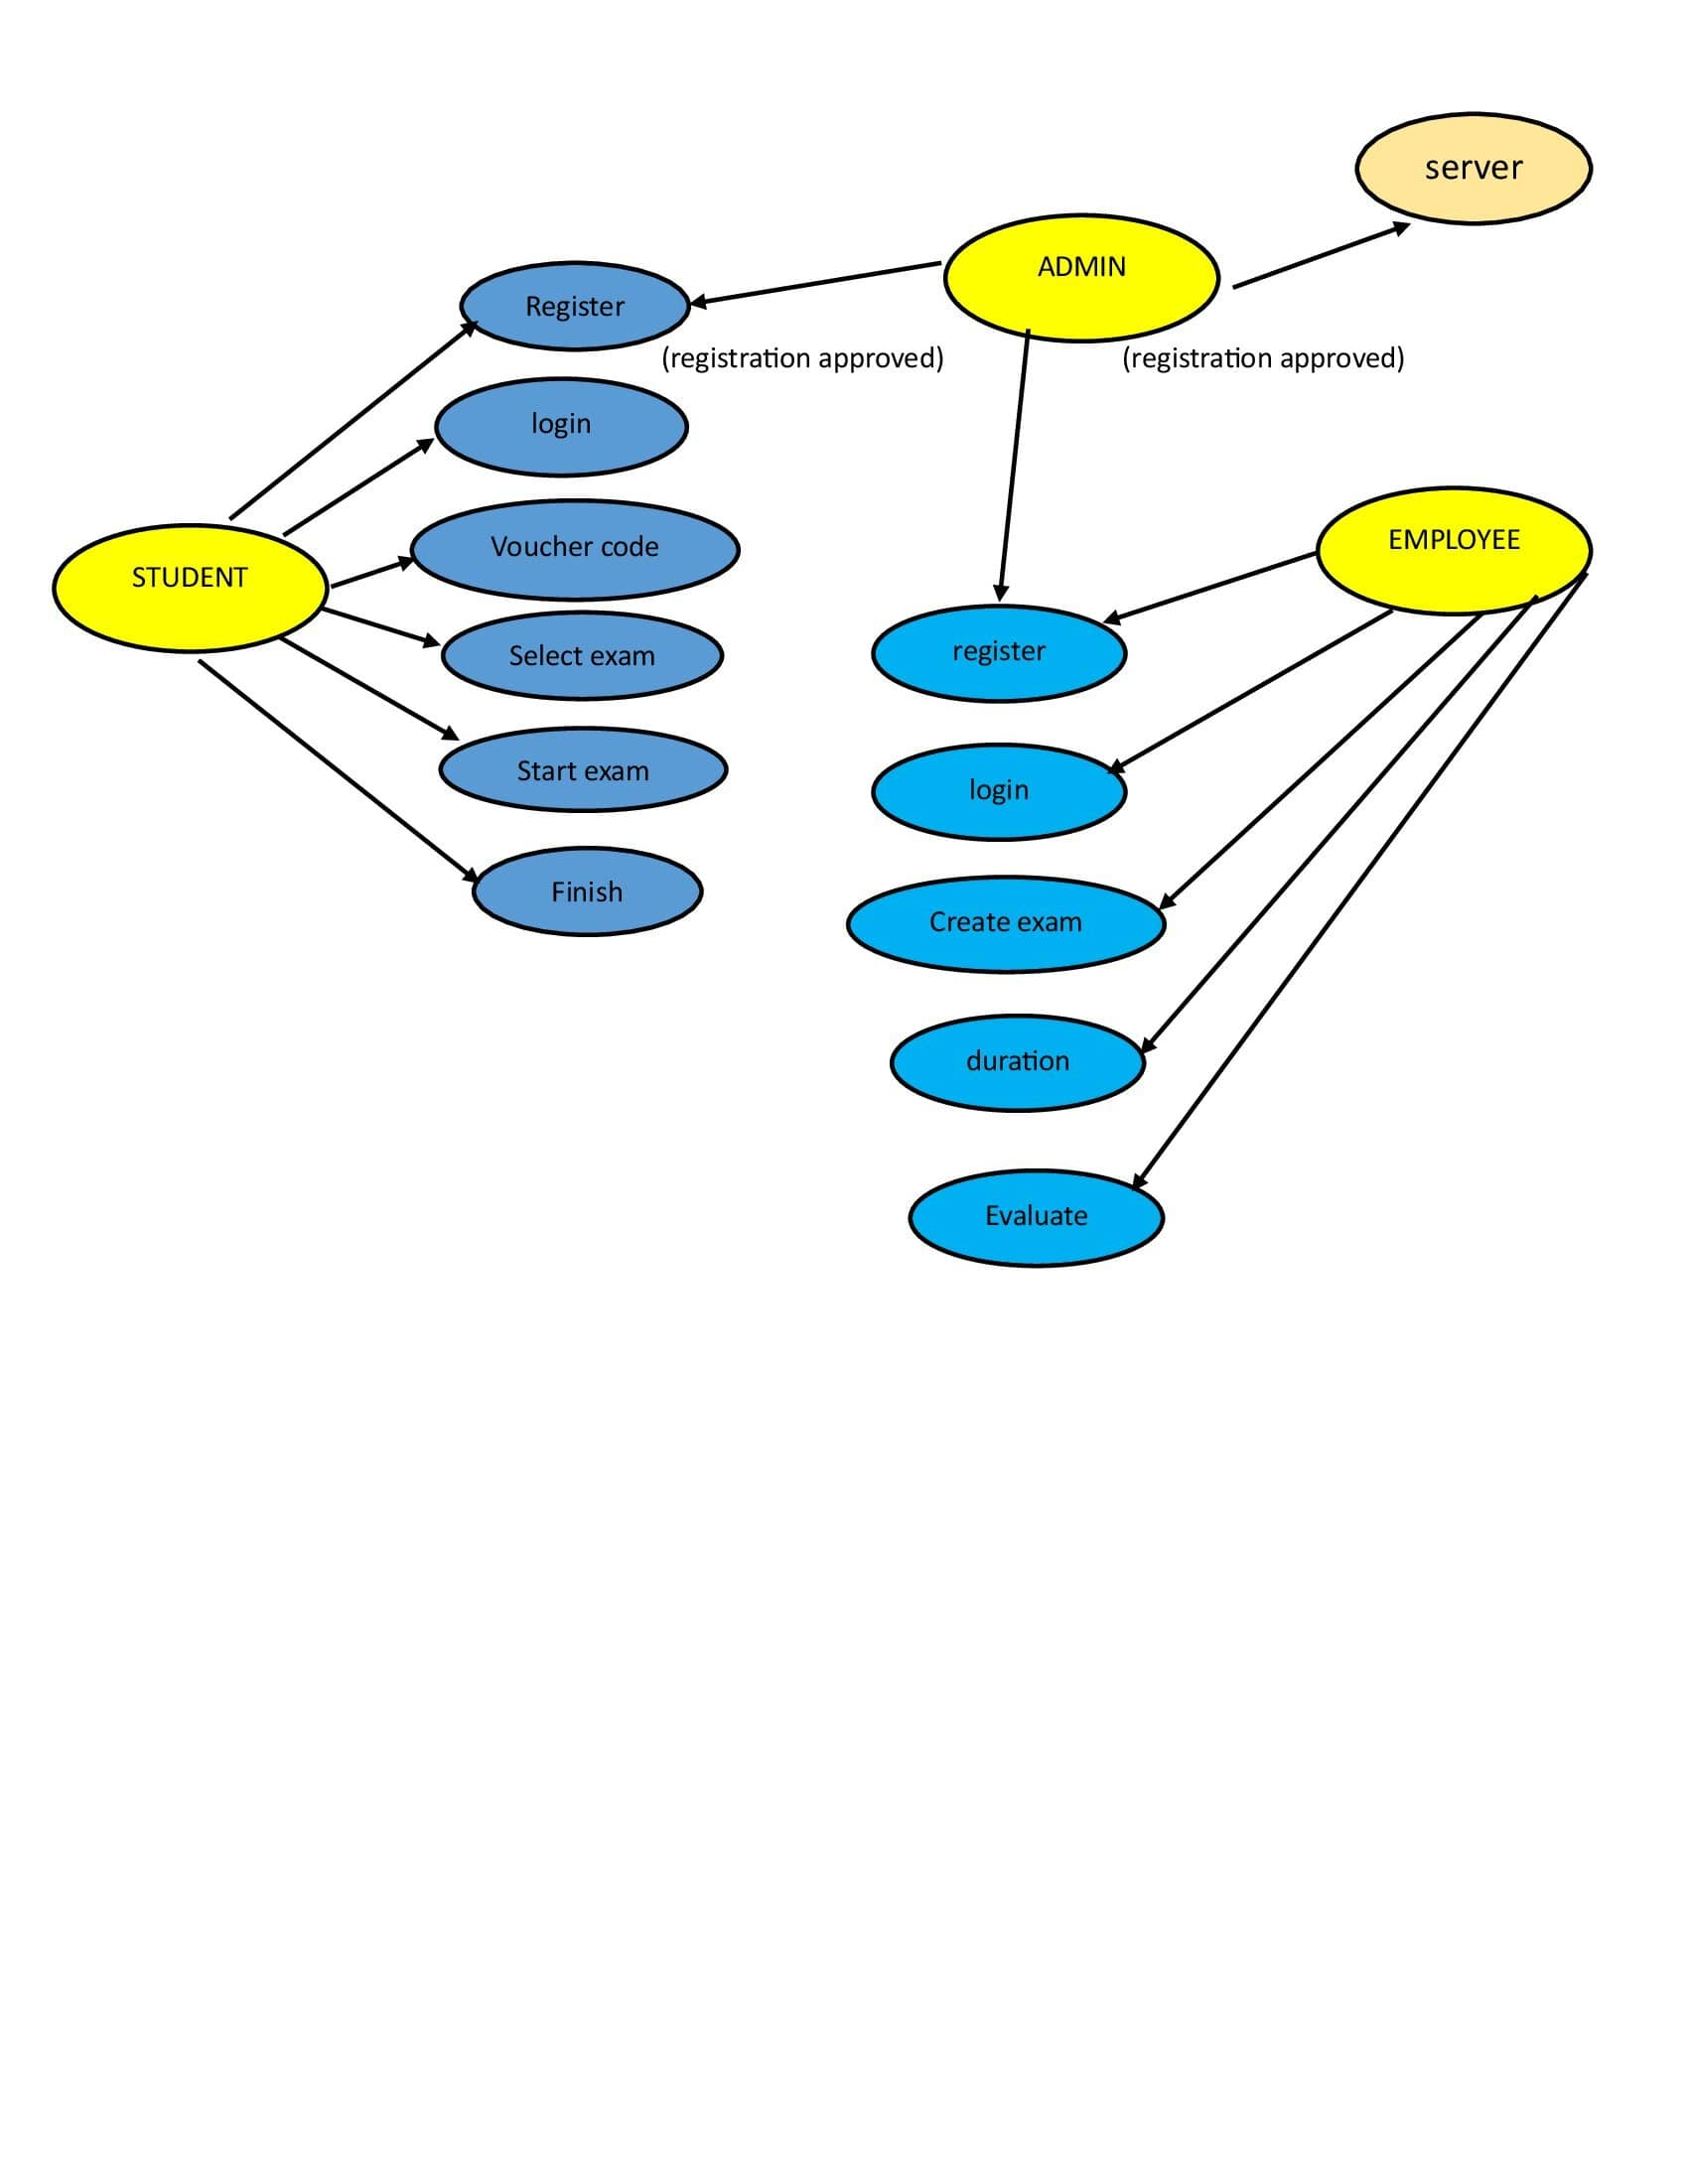 server
ADMIN
Register
(registration approved)
(registration approved)
login
Voucher code
EMPLOYEE
STUDENT
Select exam
register
Start exam
login
Finish
Create exam
duration
Evaluate